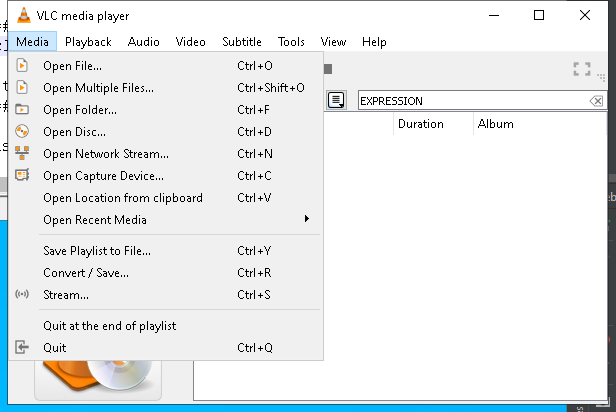 VLC media player
Media Playback Audio Video Subtitle Tools View Help
Open File... Ctrl+O
Open Multiple Files... Ctrl+Shift+O
EXPRESSION
Open Folder... Ctrl+F
Duration Album
Open Disc... Ctrl+D
Open Network Stream... Ctrl+N
Open Capture Device... Ctrl+C
Open Location from clipboard Ctrl+V
Open Recent Media
Save Playlist to File... Ctrl+Y
Convert / Save... Ctrl+R
Stream... Ctrl+S
Quit at the end of playlist
Quit Ctrl+Q